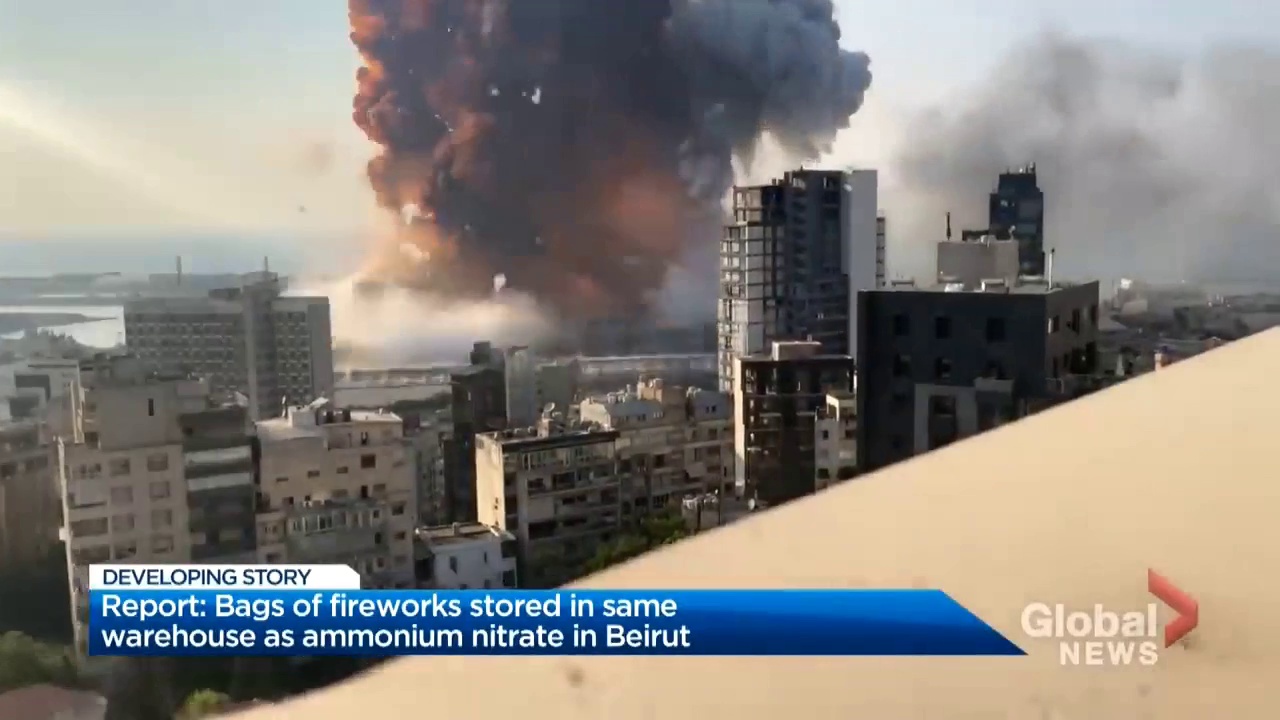 DEVELOPING STORY
Report: Bags of fireworks stored in same
warehouse as ammonium nitrate in Beirut
Global
NEWS